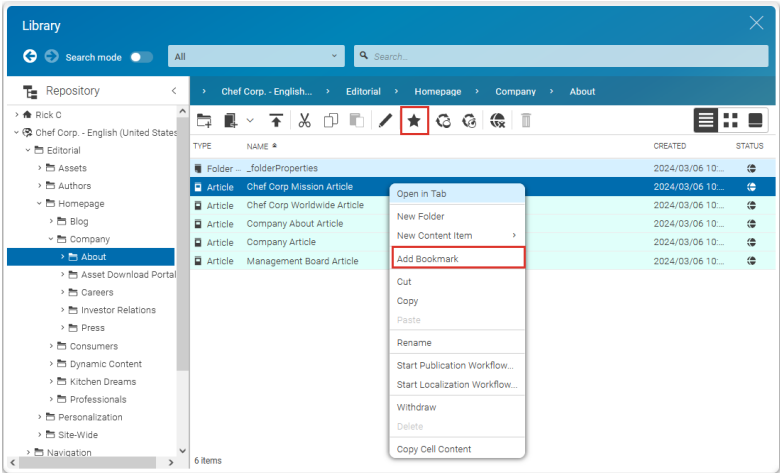 Library
Search mode
All
Search...
Repository
Chef Corp. - English... > Editorial > Homepage > Company > About
Rick C
Chef Corp. - English (United States
Editorial
Assets
Authors
Homepage
Blog
Company
About
Asset Download Portal
Careers
Investor Relations
Press
Consumers
Dynamic Content
Kitchen Dreams
Professionals
Personalization
Site-Wide
Navigation
TYPE NAME CREATED STATUS
Folder ... _folderProperties 2024/03/06 10:...
Article Chef Corp Mission Article 2024/03/06 10:...
Article Chef Corp Worldwide Article 2024/03/06 10:...
Article Company About Article 2024/03/06 10:...
Article Company Article 2024/03/06 10:...
Article Management Board Article 2024/03/06 10:...
Open in Tab
New Folder
New Content Item
Add Bookmark
Cut
Copy
Paste
Rename
Start Publication Workflow...
Start Localization Workflow...
Withdraw
Delete
Copy Cell Content
6 items